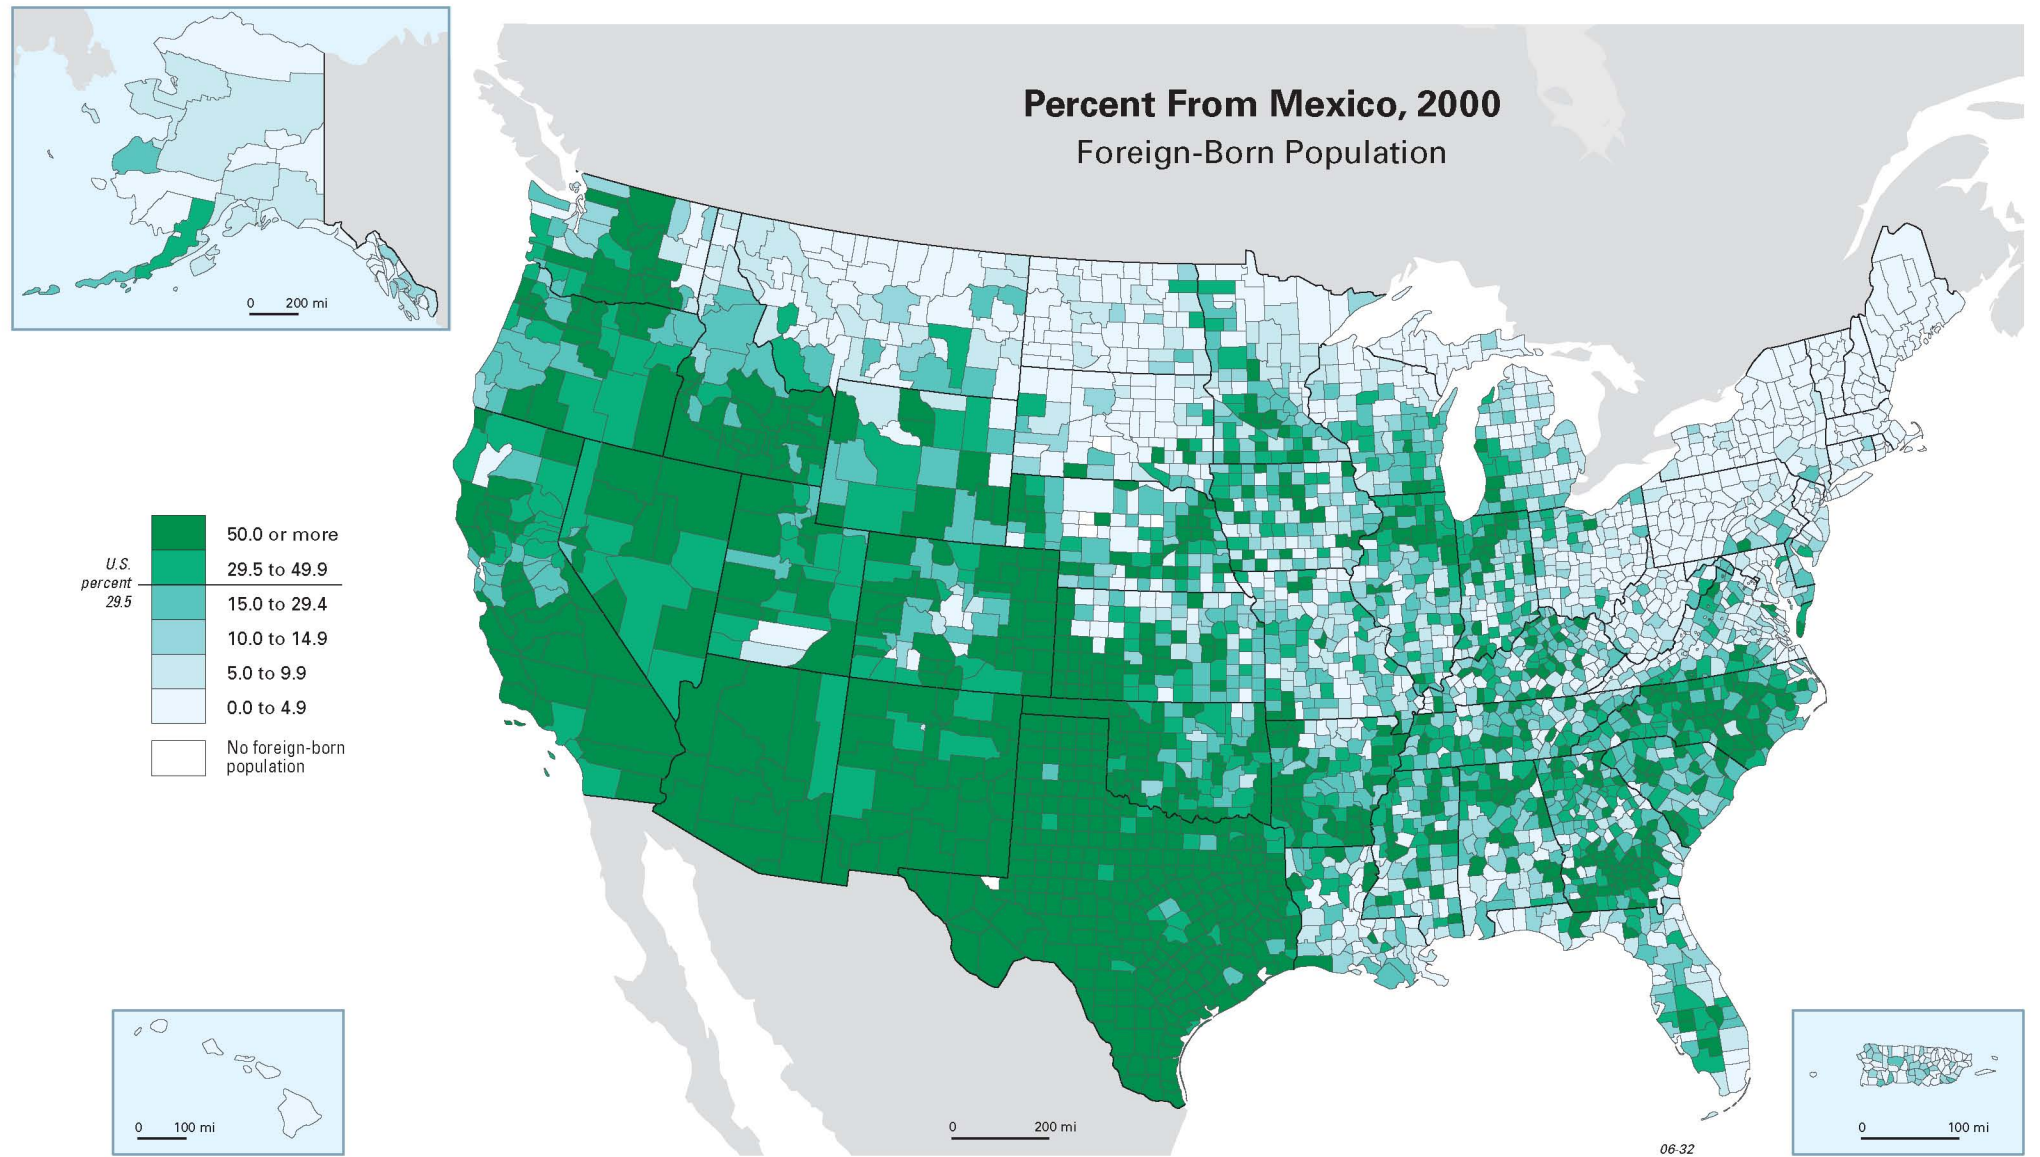 Percent From Mexico, 2000
Foreign-Born Population
0 200 mi
50.0 or more
29.5 to 49.9
U.S.
percent
29.5
15.0 to 29.4
10.0 to 14.9
5.0 to 9.9
0.0 to 4.9
No foreign-born
population
0 100 mi
0 200 mi
0 100 mi
06-32